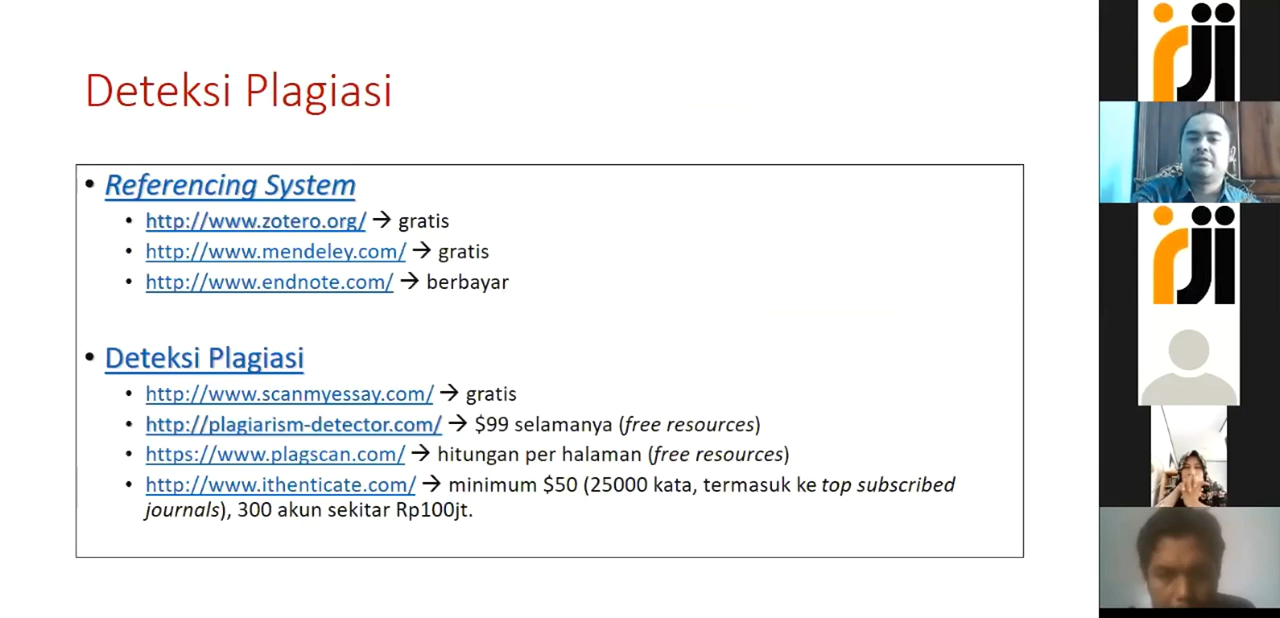 Deteksi Plagiasi
• Referencing System
• http://www.zotero.org/ → gratis
• http://www.mendeley.com/ → gratis
• http://www.endnote.com/ → berbayar
• Deteksi Plagiasi
• http://www.scanmyessay.com/ → gratis
• http://plagiarism-detector.com/ → $99 selamanya (free resources)
• https://www.plagscan.com/ → hitungan per halaman (free resources)
• http://www.ithenticate.com/ → minimum $50 (25000 kata, termasuk ke top subscribed
journals), 300 akun sekitar Rp100jt.
rji
rji